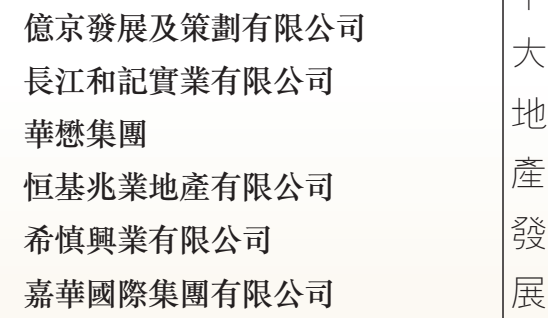 億京發展及策劃有限公司
長江和記實業有限公司
華懋集團
恒基兆業地產有限公司
希慎興業有限公司
嘉華國際集團有限公司
大地產發展